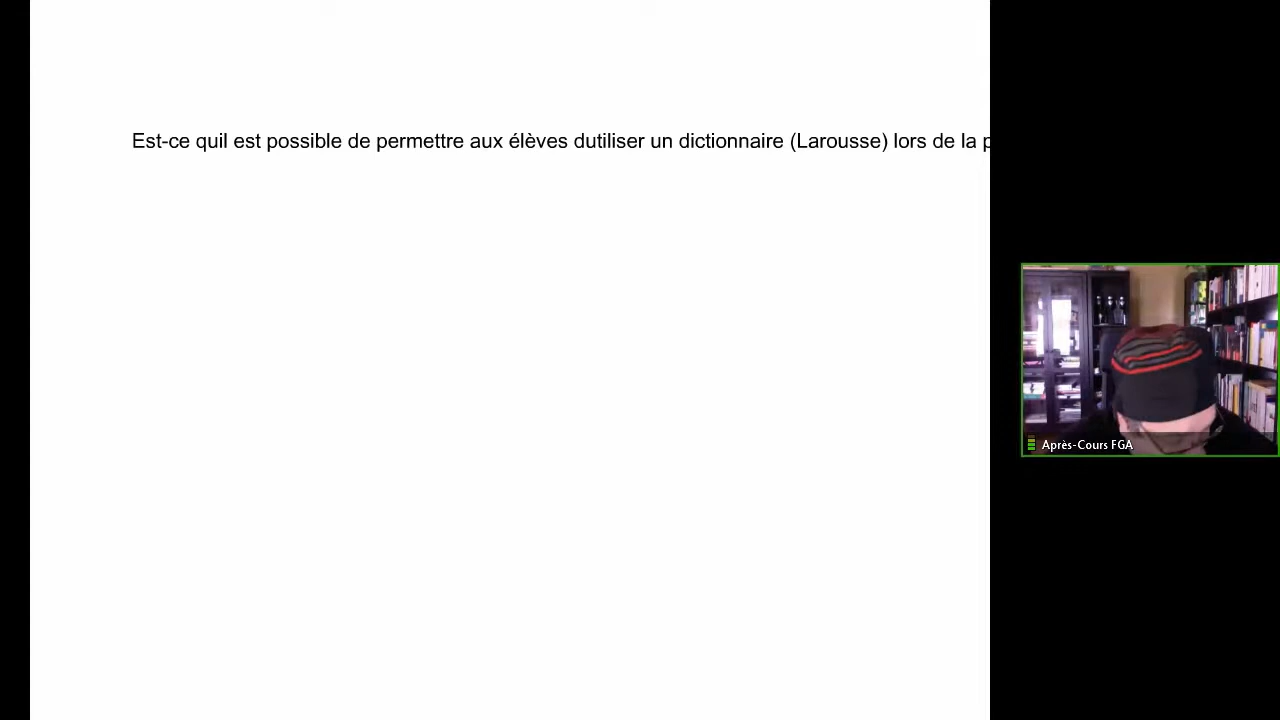 Est-ce quil est possible de permettre aux élèves dutiliser un dictionnaire (Larousse) lors de la
Après-Cours FGA